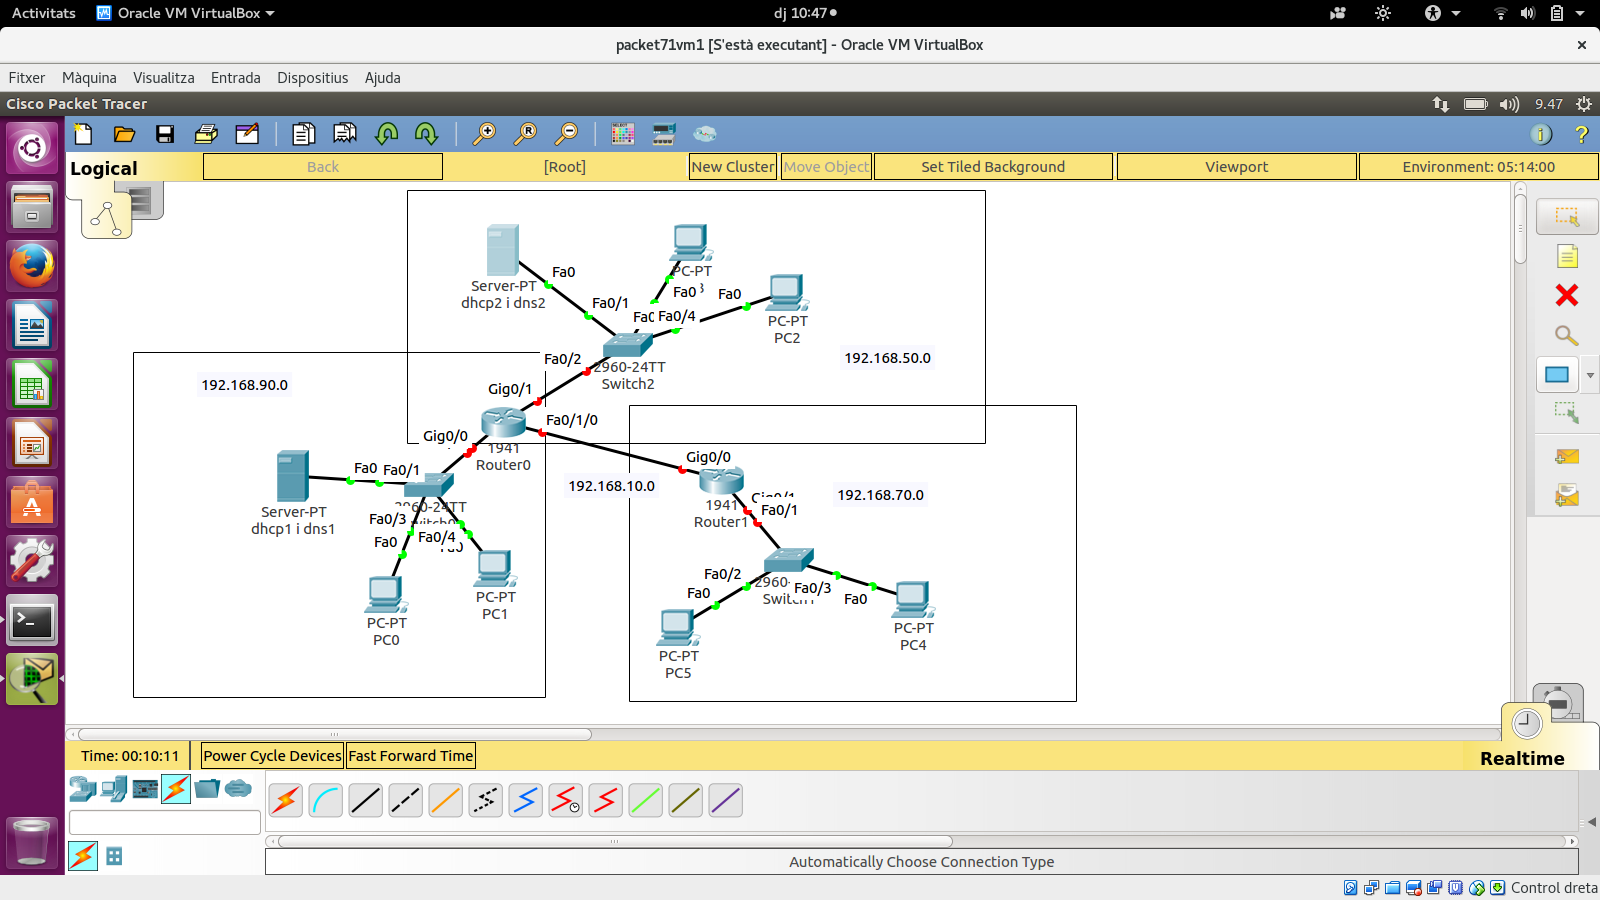 Activitats
Oracle VM VirtualBox
dj 10:47
packet71vm1 [S'està executant] - Oracle VM VirtualBox
Fitxer Màquina Visualitza Entrada Dispositius Ajuda
Cisco Packet Tracer
9.47
Logical
Back
[Root]
New Cluster
Move Object
Set Tiled Background
Viewport
Environment: 05:14:00
Server-PT
dhcp2 i dns2
Fa0
Fa0/1
PC-PT
Fa0
Fa0/4
Fa0
PC-PT
PC2
Fa0/2
2960-24TT
Switch2
192.168.50.0
192.168.90.0
Gig0/1
Fa0/1/0
Gig0/0
1941
Router0
Server-PT
dhcp1 i dns1
Fa0
Fa0/1
2960-24TT
Fa0/3
Fa0
Fa0/4
PC-PT
PC0
PC-PT
PC1
192.168.10.0
Gig0/0
1941
Router1
Fa0/1
192.168.70.0
Fa0/2
Fa0
Fa0/3
Fa0
PC-PT
PC5
PC-PT
PC4
Time: 00:10:11
Power Cycle Devices
Fast Forward Time
Realtime
Automatically Choose Connection Type
Control dreta